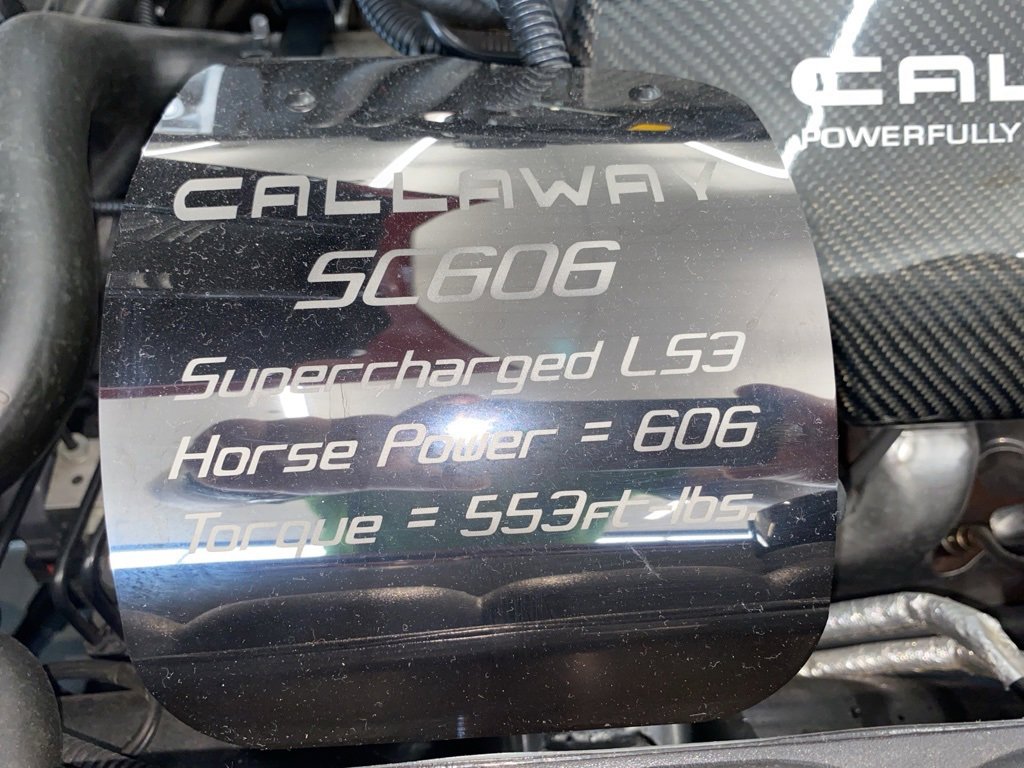 CALLAWAY
SC606
Supercharged LS3
Horse Power = 606
Torque = 553ft-lbs.
CAL
POWERFULLY